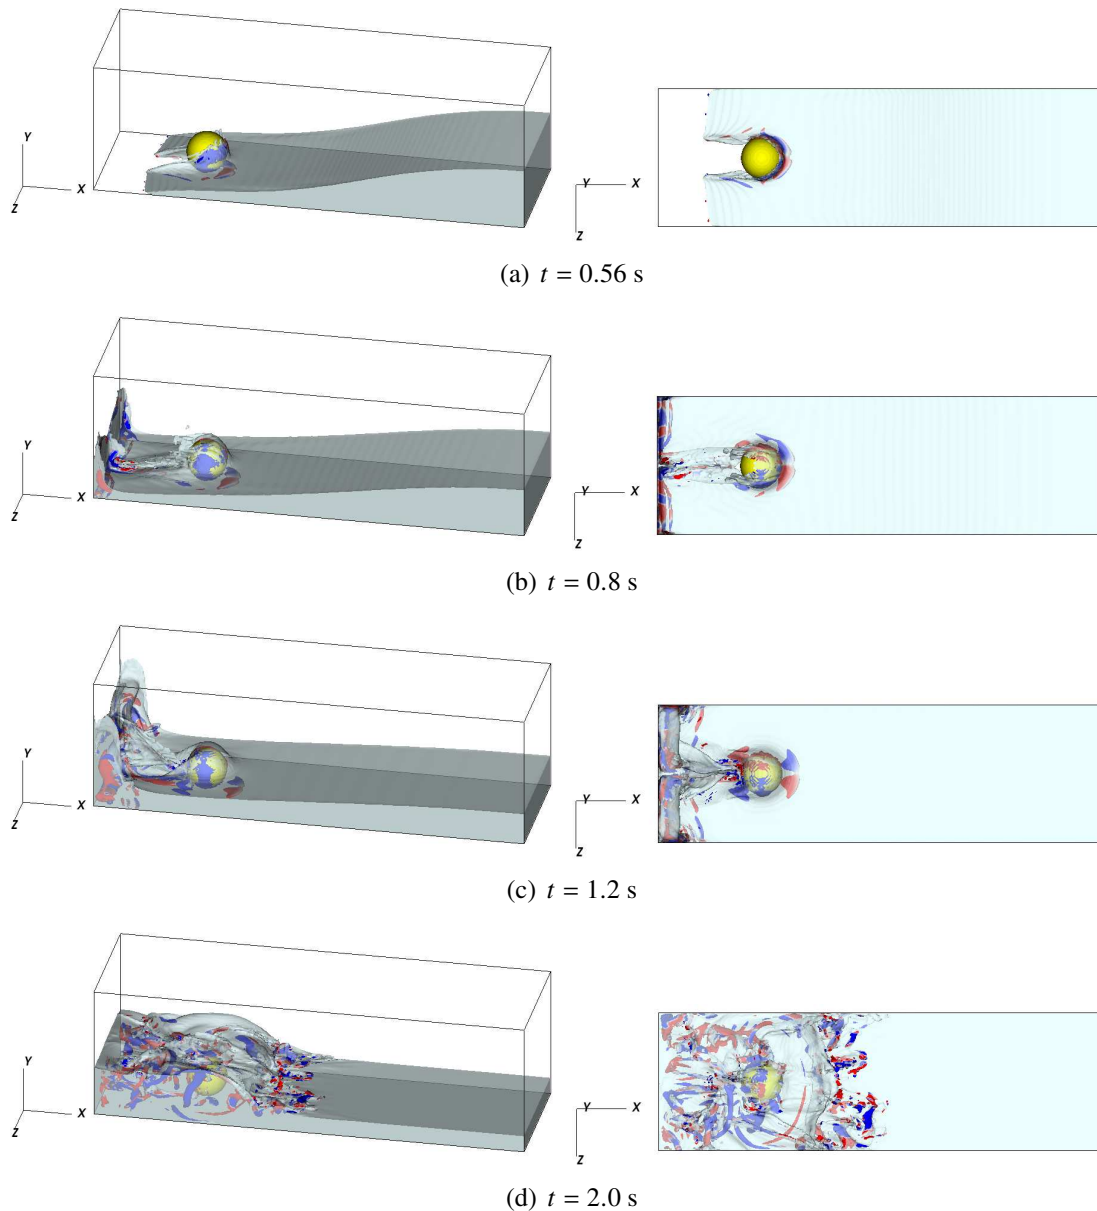 Y
X
Z
Y X
Z
(a) t = 0.56 s
Y
X
Z
Y X
Z
(b) t = 0.8 s
Y
X
Z
Y X
Z
(c) t = 1.2 s
Y
X
Z
Y X
Z
(d) t = 2.0 s